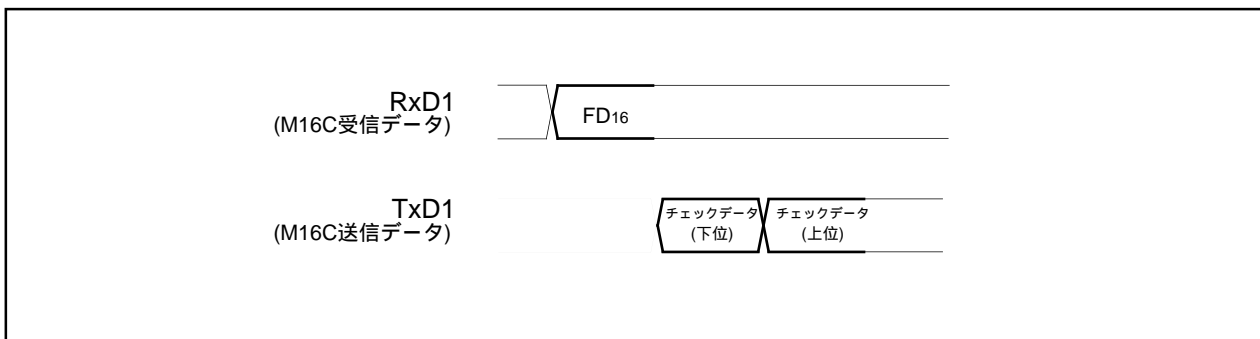 RxD1
(M16C受信データ)
FD16
TxD1
(M16C送信データ)
チェックデータ
(下位)
チェックデータ
(上位)